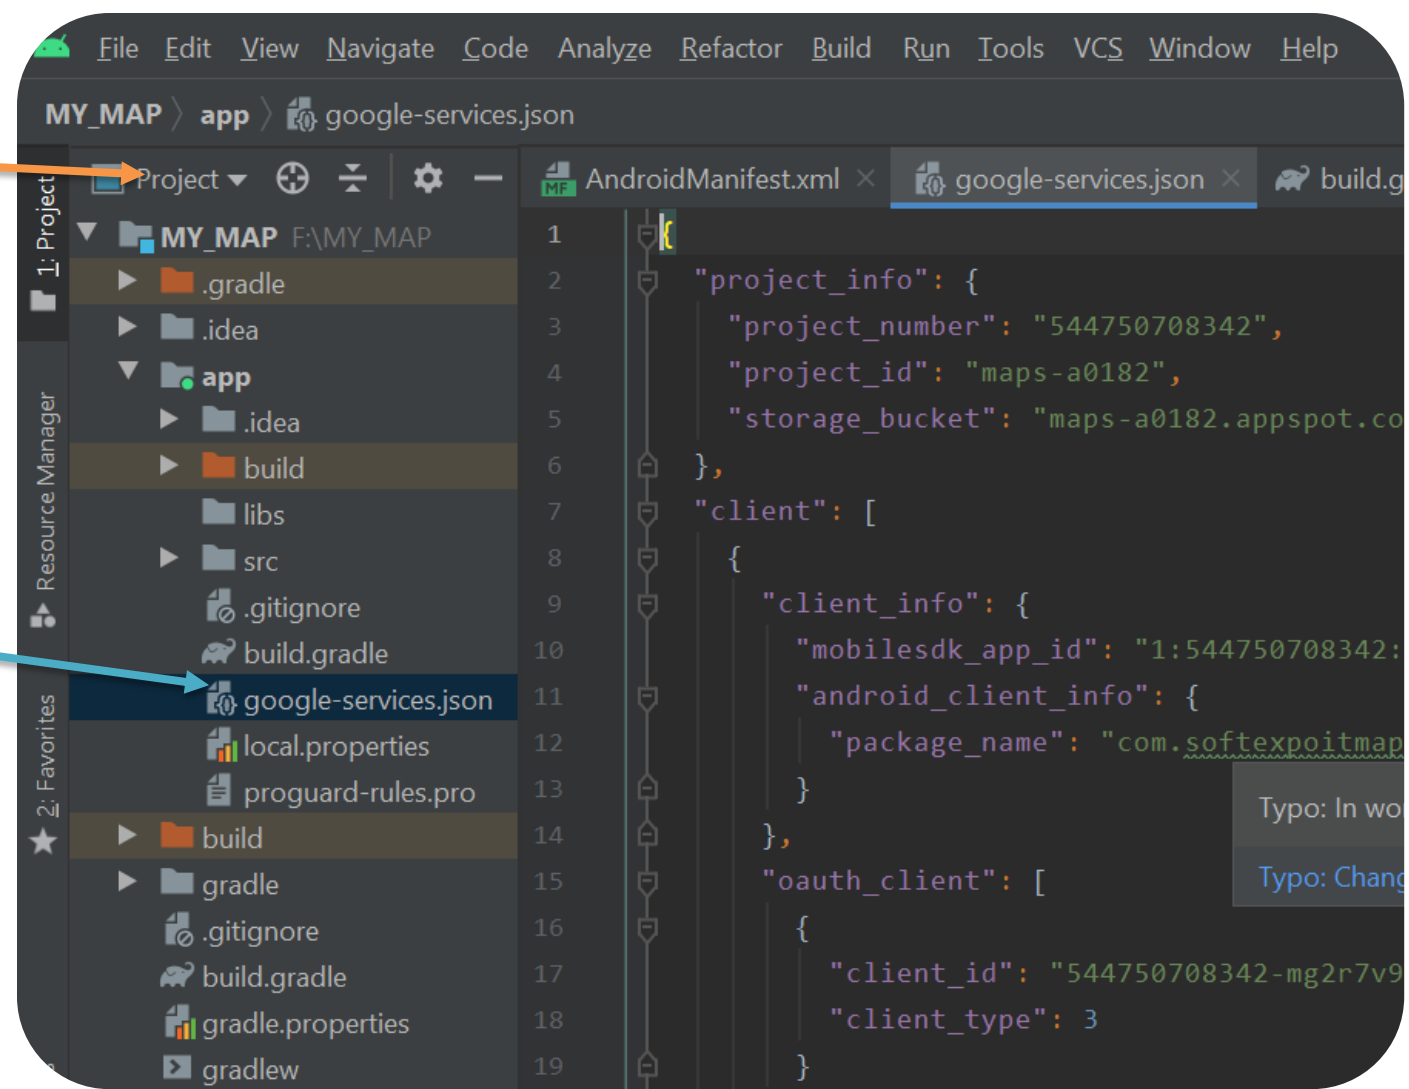 File Edit View Navigate Code Analyze Refactor Build Run Tools VCS Window Help
MY_MAP app google-services.json
Project
AndroidManifest.xml google-services.json build.g
1: Project
Resource Manager
2: Favorites
MY_MAP F:\MY_MAP
.gradle
.idea
app
.idea
build
libs
src
.gitignore
build.gradle
google-services.json
local.properties
proguard-rules.pro
build
gradle
.gitignore
build.gradle
gradle.properties
gradlew
1 {
2 "project_info": {
3 "project_number": "544750708342",
4 "project_id": "maps-a0182",
5 "storage_bucket": "maps-a0182.appspot.co
6 },
7 "client": [
8 {
9 "client_info": {
10 "mobilesdk_app_id": "1:544750708342:
11 "android_client_info": {
12 "package_name": "com.softexpoitmap
13 }
14 },
15 "oauth_client": [
16 {
17 "client_id": "544750708342-mg2r7v9
18 "client_type": 3
19 }
Typo: In wo
Typo: Chang
MF